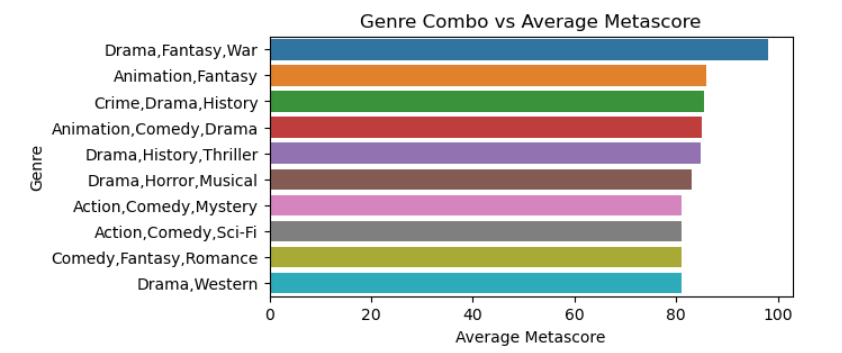 Genre Combo vs Average Metascore
Genre
Drama,Fantasy,War
Animation,Fantasy
Crime,Drama,History
Animation,Comedy,Drama
Drama,History,Thriller
Drama,Horror,Musical
Action,Comedy,Mystery
Action,Comedy,Sci-Fi
Comedy,Fantasy,Romance
Drama,Western
0 20 40 60 80 100
Average Metascore